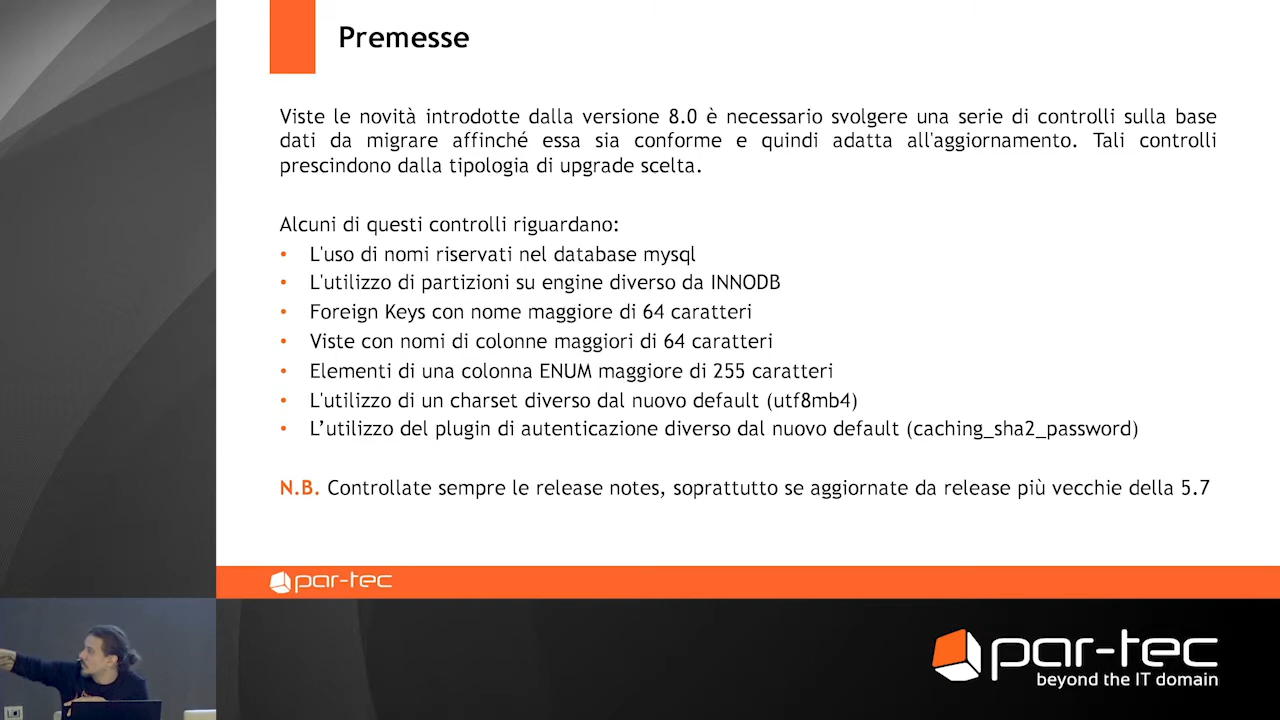 Premesse
Viste le novità introdotte dalla versione 8.0 è necessario svolgere una serie di controlli sulla base
dati da migrare affinché essa sia conforme e quindi adatta all'aggiornamento. Tali controlli
prescindono dalla tipologia di upgrade scelta.
Alcuni di questi controlli riguardano:
• L'uso di nomi riservati nel database mysql
• L'utilizzo di partizioni su engine diverso da INNODB
• Foreign Keys con nome maggiore di 64 caratteri
• Viste con nomi di colonne maggiori di 64 caratteri
• Elementi di una colonna ENUM maggiore di 255 caratteri
• L'utilizzo di un charset diverso dal nuovo default (utf8mb4)
• L’utilizzo del plugin di autenticazione diverso dal nuovo default (caching_sha2_password)
N.B. Controllate sempre le release notes, soprattutto se aggiornate da release più vecchie della 5.7
par-tec
par-tec
beyond the IT domain